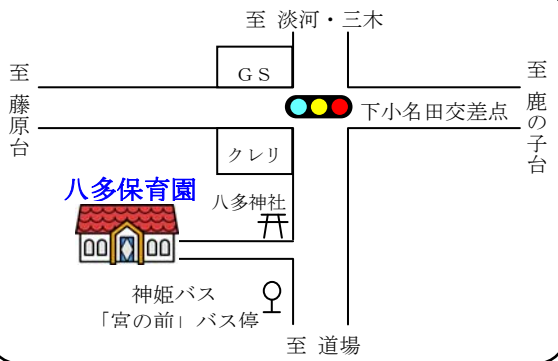 至 淡河・三木
ＧＳ
至 藤原台
至 鹿の子台
下小名田交差点
クレリ
八多保育園
八多神社
神姫バス
「宮の前」バス停
至 道場